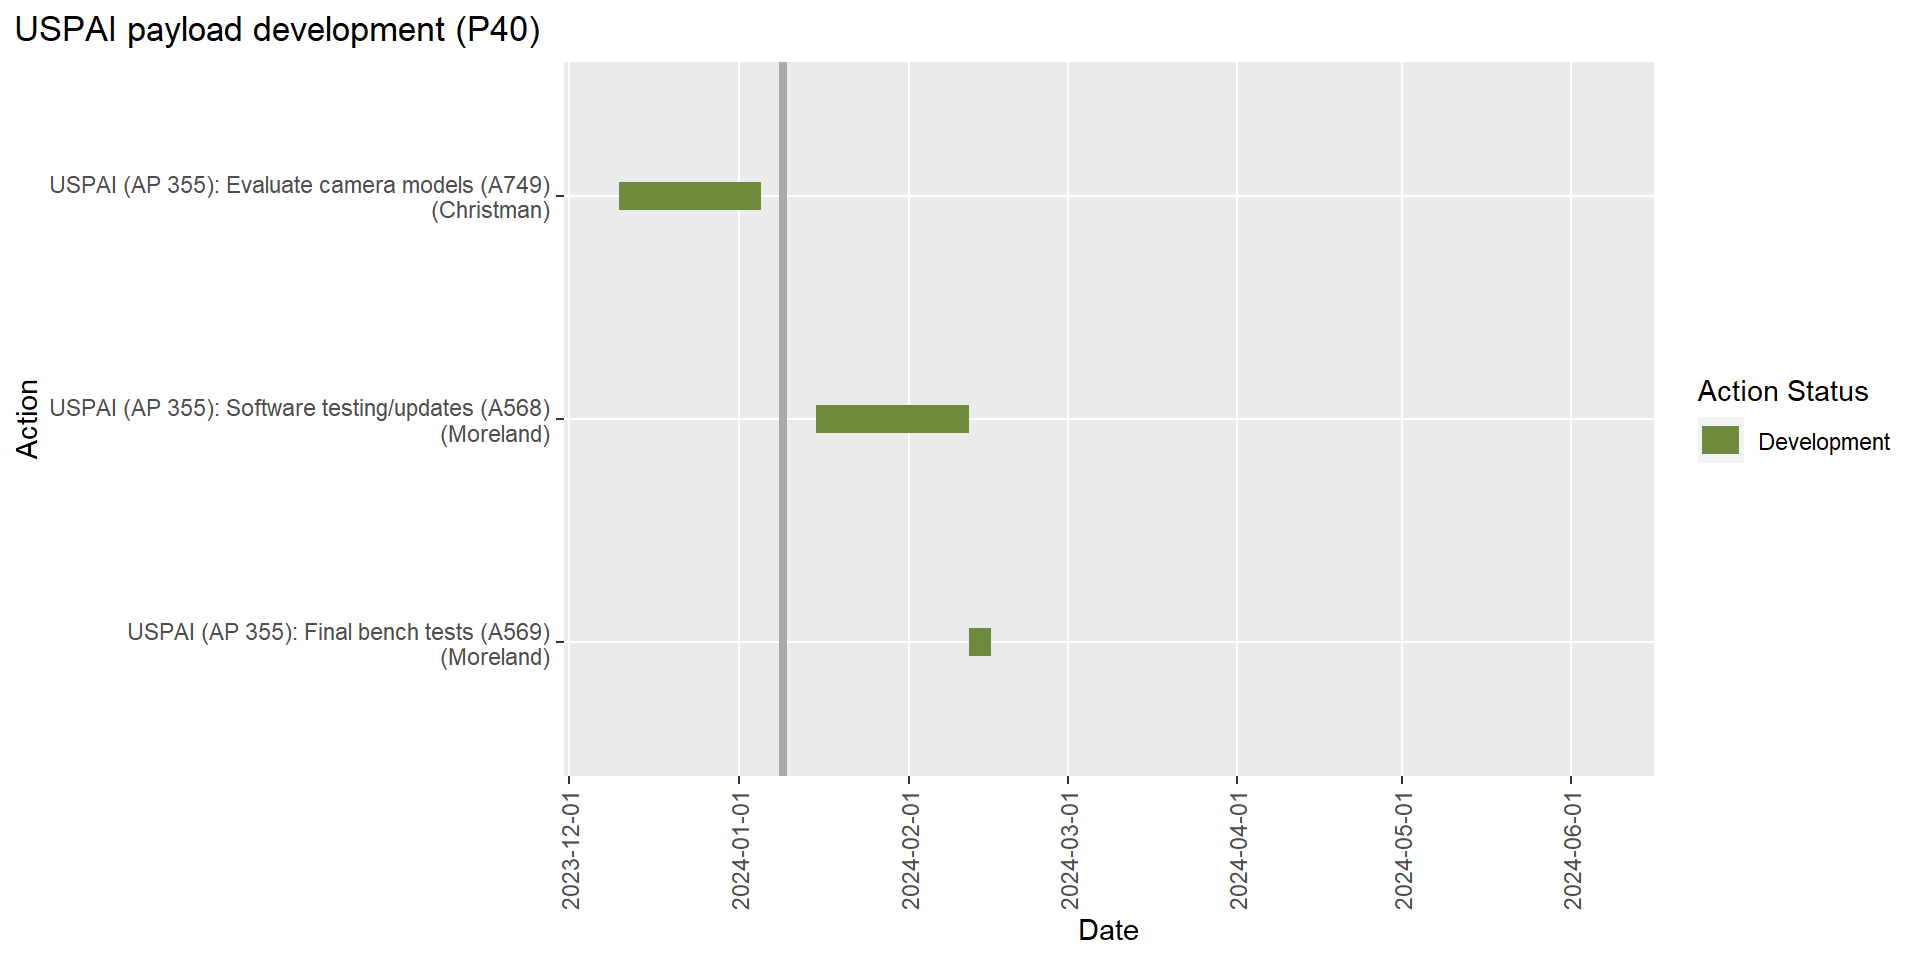 USPAI payload development (P40)
USPAI (AP 355): Evaluate camera models (A749)
(Christman)
USPAI (AP 355): Software testing/updates (A568)
(Moreland)
USPAI (AP 355): Final bench tests (A569)
(Moreland)
Action
2023-12-01
2024-01-01
2024-02-01
2024-03-01
2024-04-01
2024-05-01
2024-06-01
Date
Action Status
Development